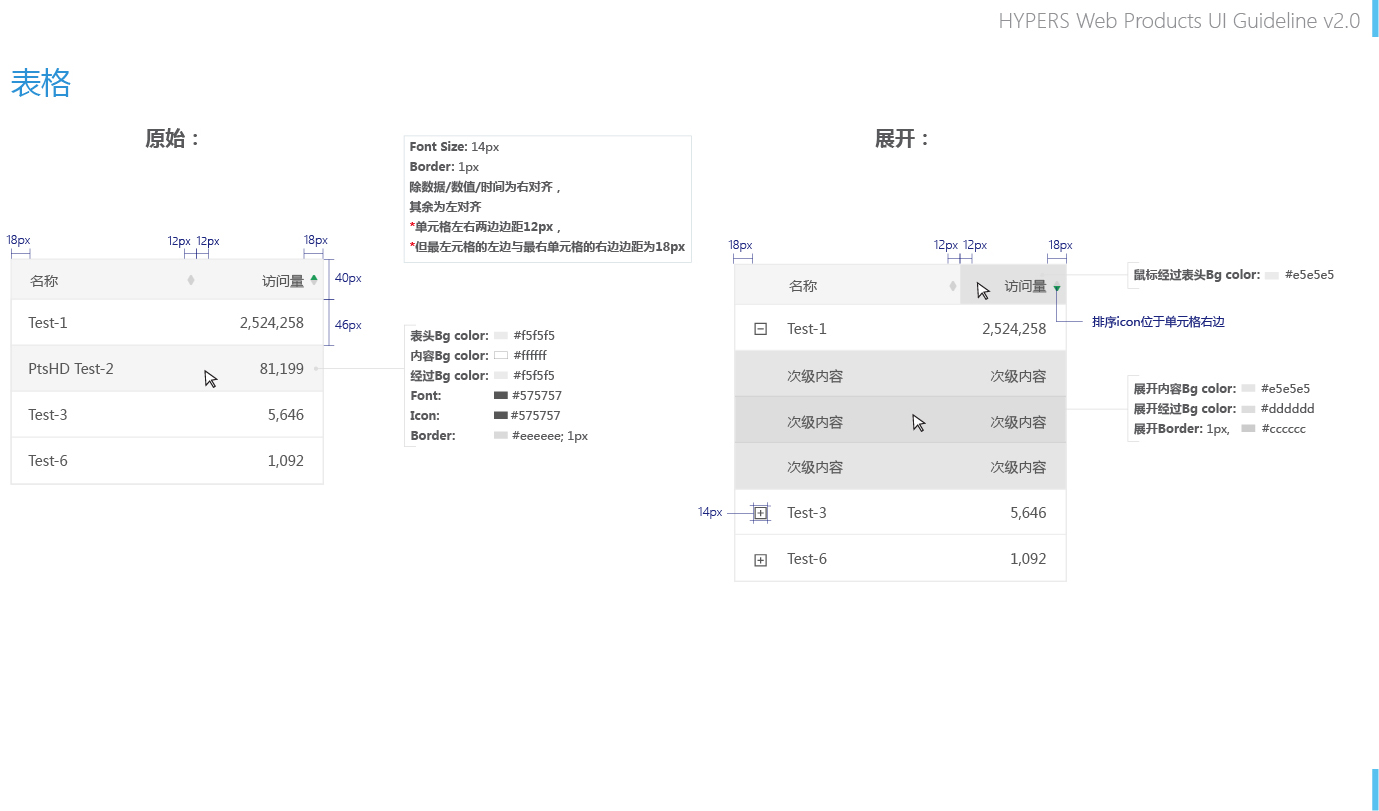 HYPERS Web Products UI Guideline v2.0
表格
原始：
Font Size: 14px
Border: 1px
除数据/数值/时间为右对齐，
其余为左对齐
*单元格左右两边边距12px，
*但最左元格的左边与最右单元格的右边边距为18px
18px 12px 12px 18px
名称 访问量 40px
Test-1 2,524,258 46px
PtsHD Test-2 81,199
Test-3 5,646
Test-6 1,092
表头Bg color: #f5f5f5
内容Bg color: #ffffff
经过Bg color: #f5f5f5
Font: #575757
Icon: #575757
Border: #eeeeee; 1px
展开：
18px 12px 12px 18px
名称 访问量
Test-1 2,524,258
次级内容 次级内容
次级内容 次级内容
次级内容 次级内容
14px Test-3 5,646
Test-6 1,092
鼠标经过表头Bg color: #e5e5e5
排序icon位于单元格右边
展开内容Bg color: #e5e5e5
展开经过Bg color: #dddddd
展开Border: 1px, #cccccc